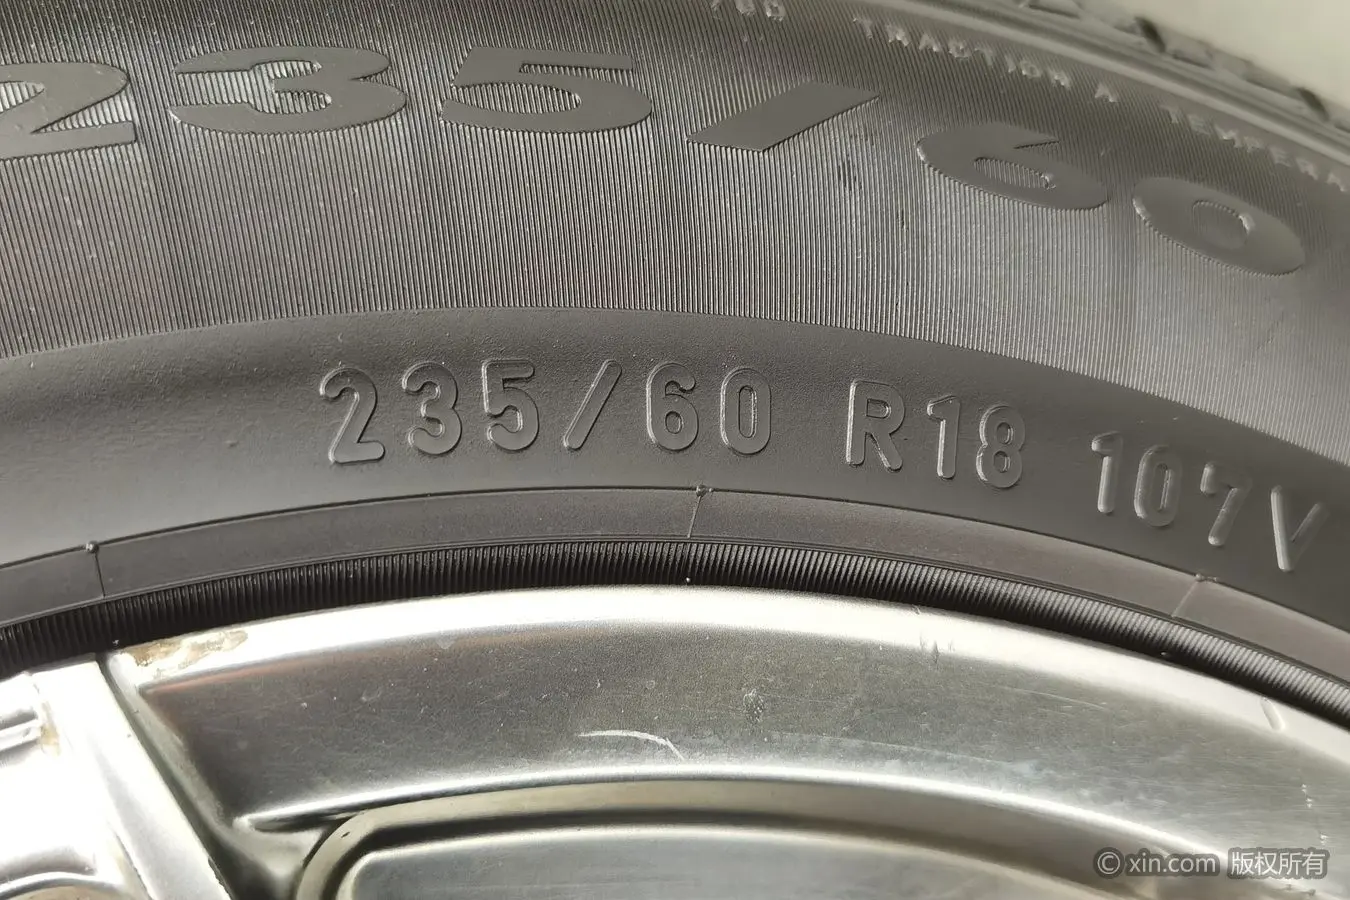 TRACTION A TEMPERA
235/60
235/60 R18 107V
© xin.com 版权所有